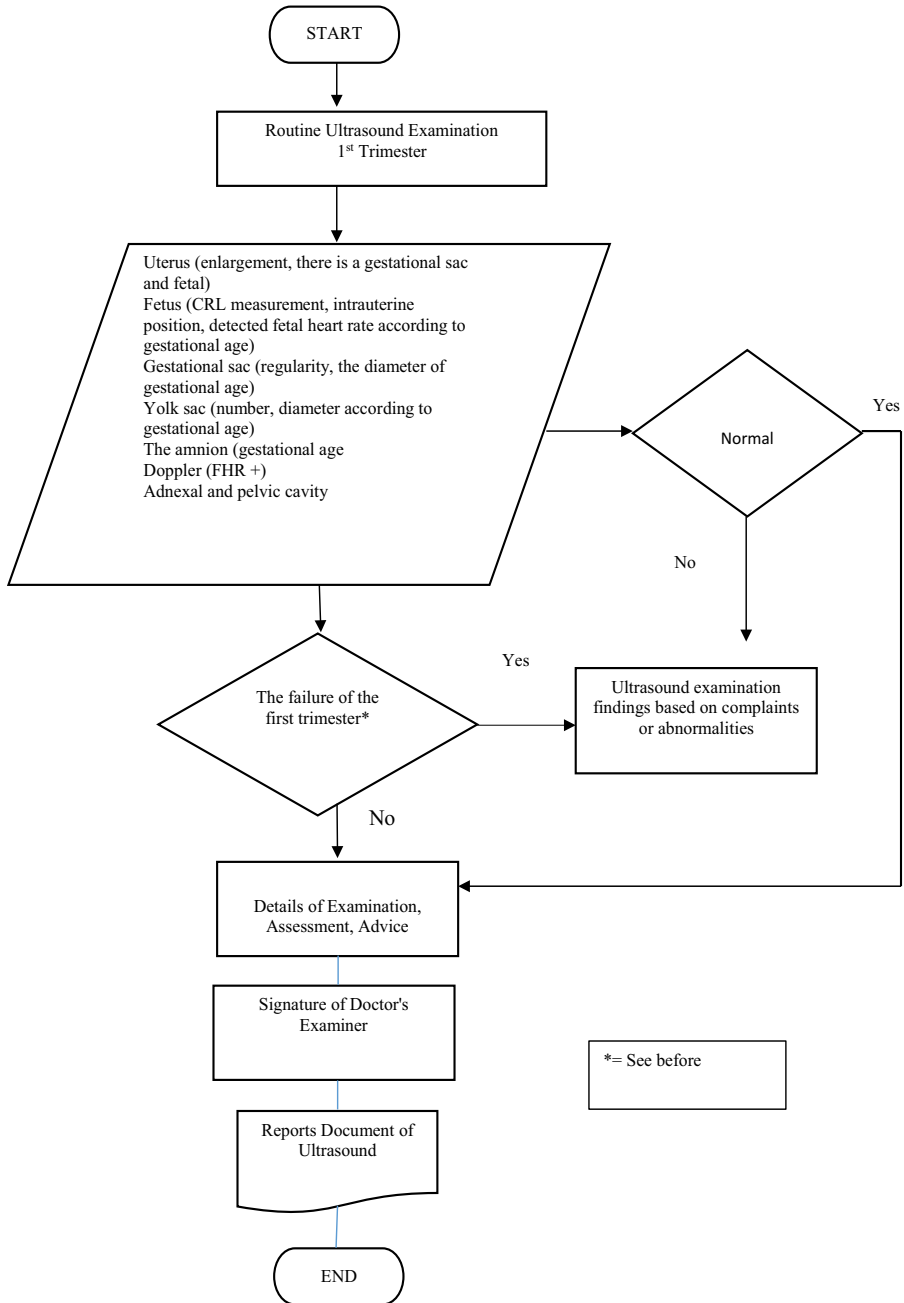 START
Routine Ultrasound Examination
1st Trimester
Uterus (enlargement, there is a gestational sac
and fetal)
Fetus (CRL measurement, intrauterine
position, detected fetal heart rate according to
gestational age)
Gestational sac (regularity, the diameter of
gestational age)
Yolk sac (number, diameter according to
gestational age)
The amnion (gestational age
Doppler (FHR +)
Adnexal and pelvic cavity
Normal
Yes
No
The failure of the
first trimester*
Yes
Ultrasound examination
findings based on complaints
or abnormalities
No
Details of Examination,
Assessment, Advice
Signature of Doctor's
Examiner
*= See before
Reports Document of
Ultrasound
END